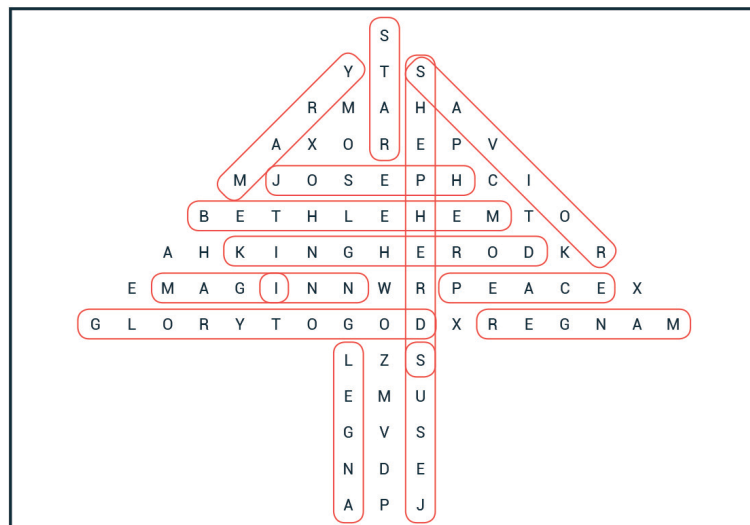 S
Y T S
R M A H A
A X O R E P V
M J O S E P H C I
B E T H L E H E M T O
A H K I N G H E R O D K R
E M A G I N N W R P E A C E X
G L O R Y T O G O D X R E G N A M
L Z S
E M U
G V S
N D E
A P J